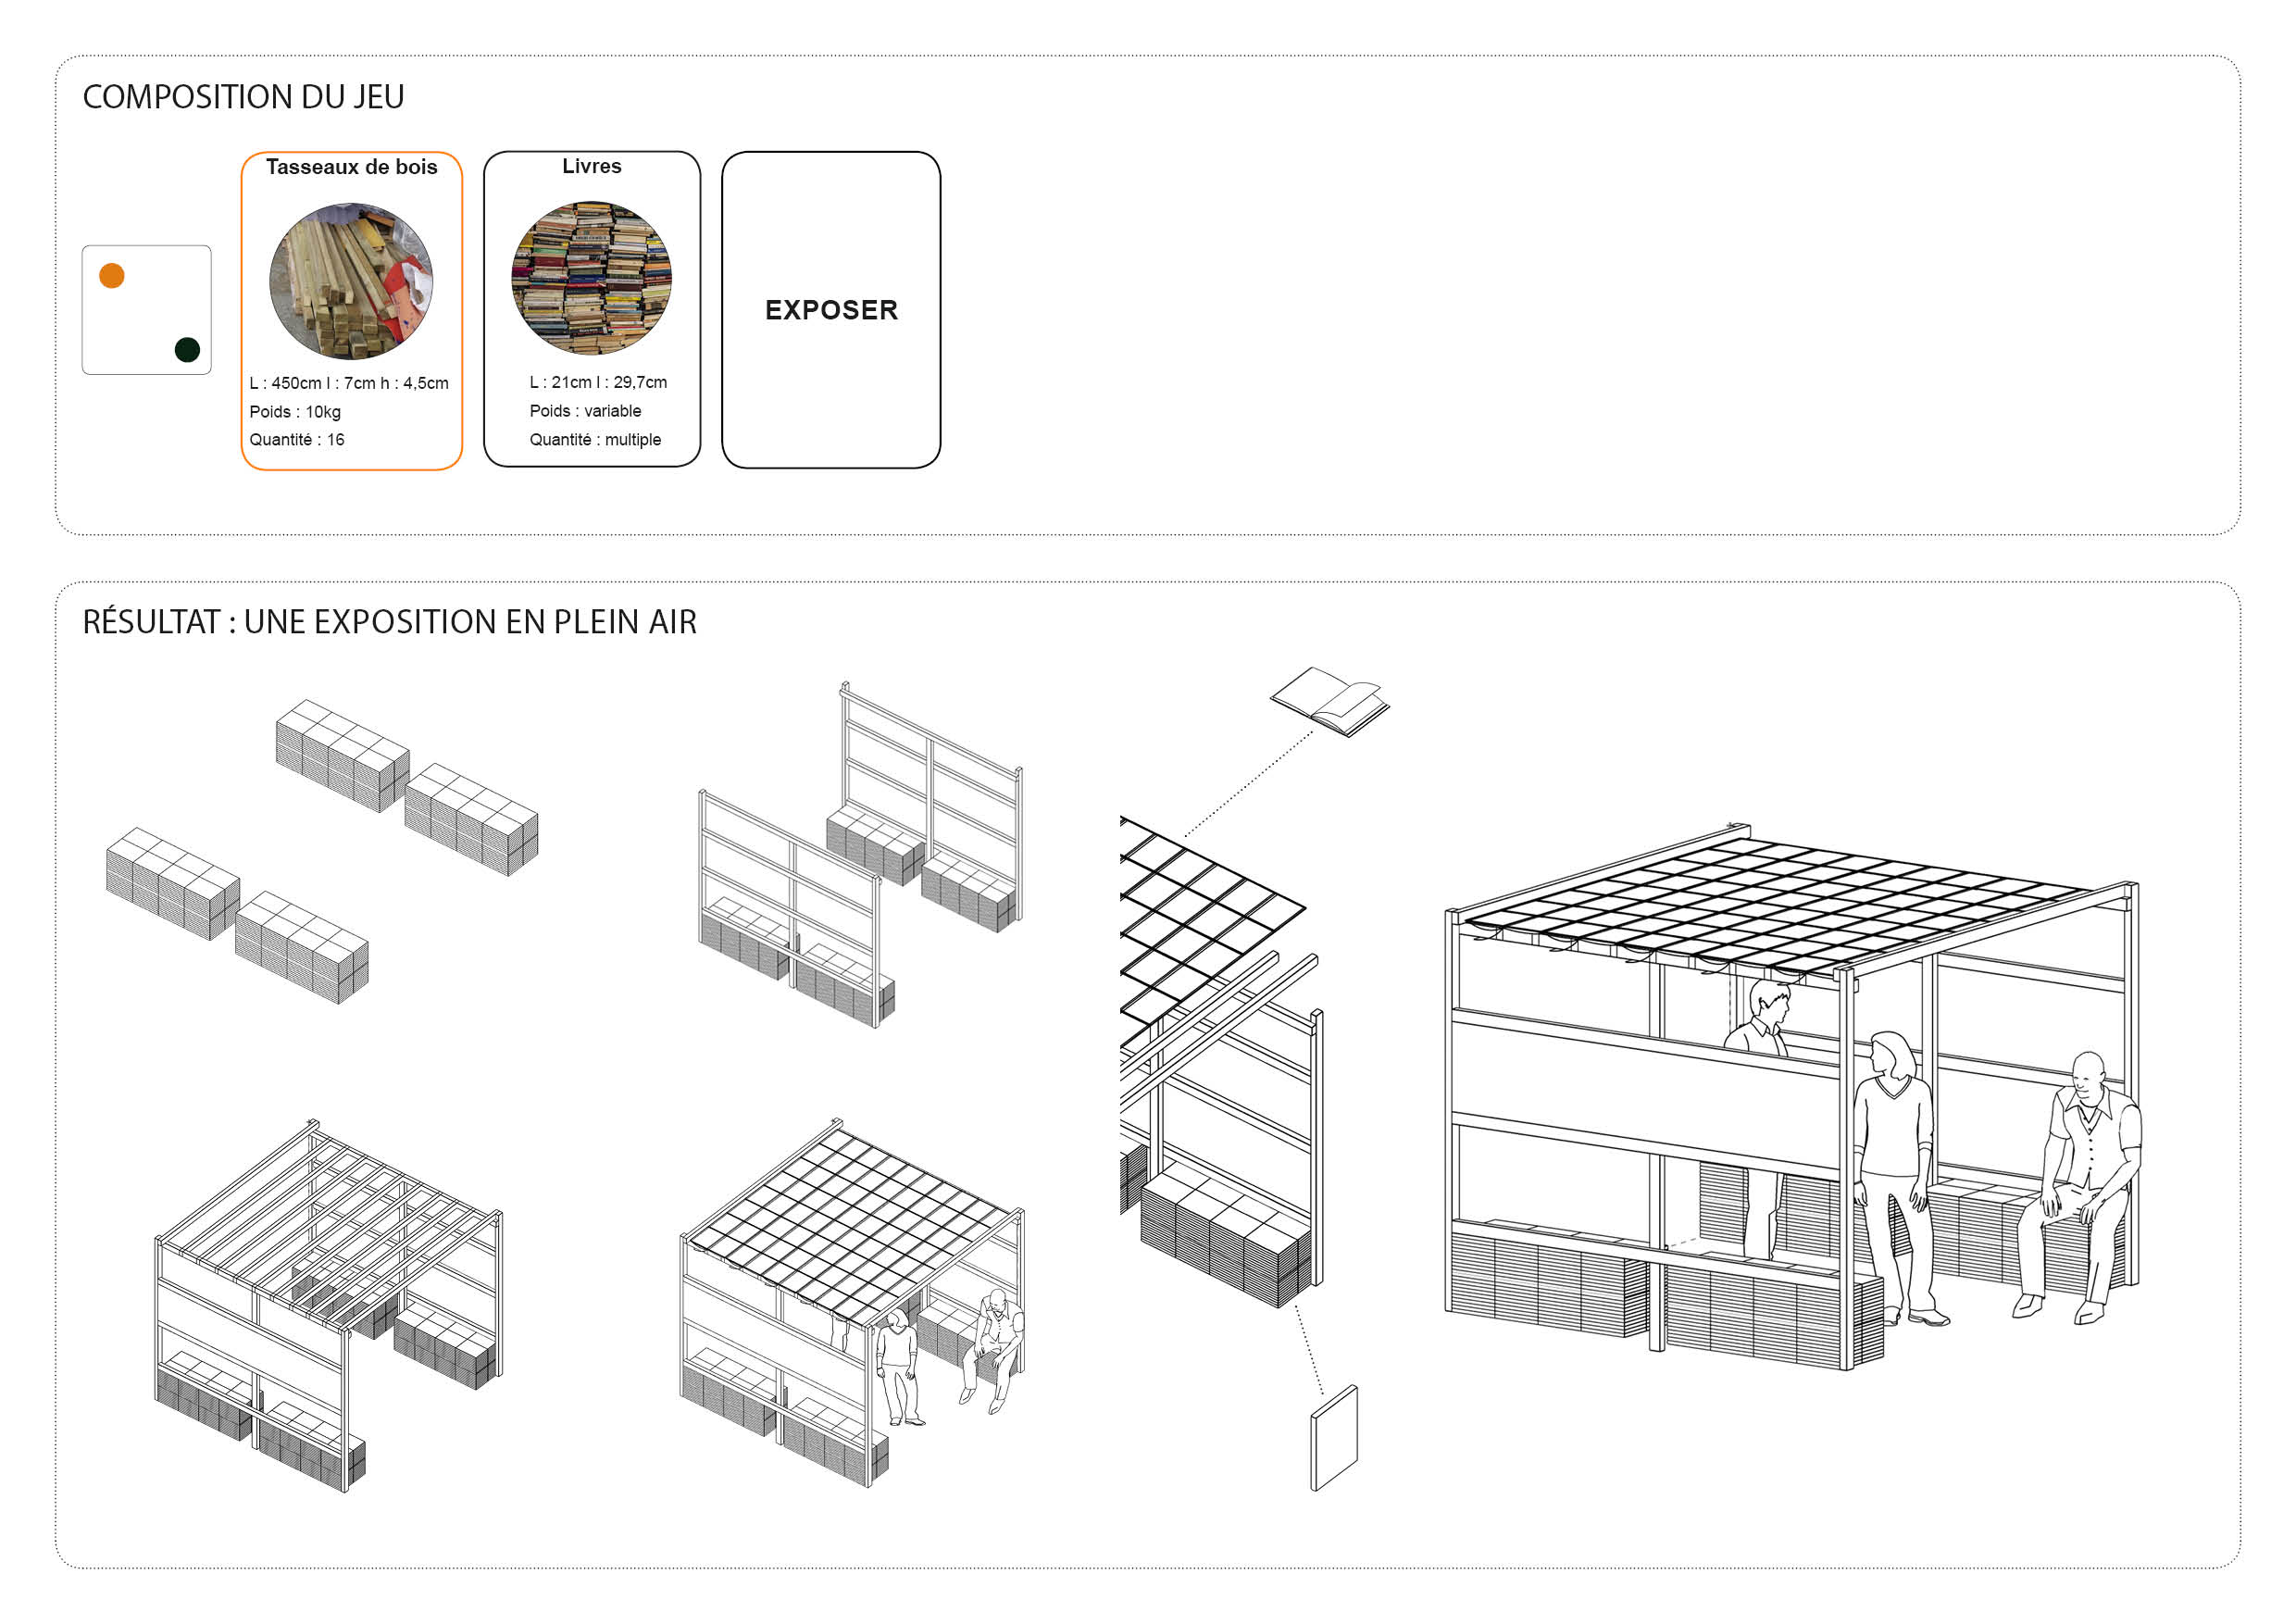 COMPOSITION DU JEU
Tasseaux de bois
L : 450cm l : 7cm h : 4,5cm
Poids : 10kg
Quantité : 16
Livres
L : 21cm l : 29,7cm
Poids : variable
Quantité : multiple
EXPOSER
RÉSULTAT : UNE EXPOSITION EN PLEIN AIR